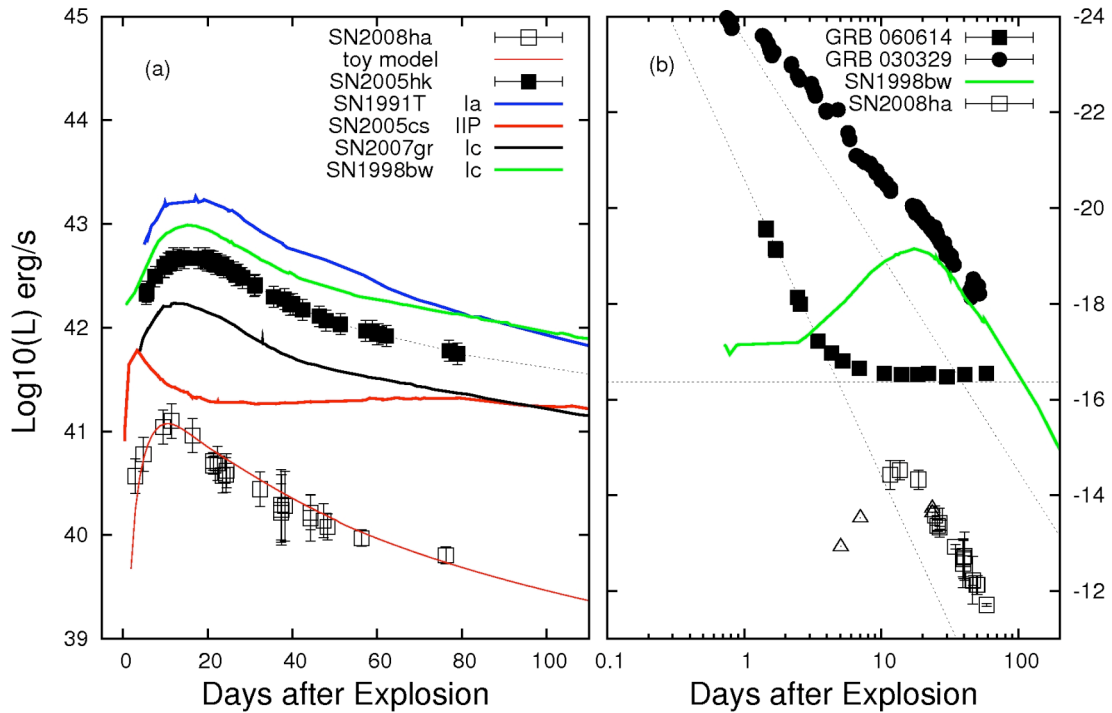 45
44
43
42
41
40
39
Log10(L) erg/s
(a)
SN2008ha
toy model
SN2005hk
SN1991T Ia
SN2005cs IIP
SN2007gr Ic
SN1998bw Ic
0 20 40 60 80 100
Days after Explosion
(b)
GRB 060614
GRB 030329
SN1998bw
SN2008ha
-24
-22
-20
-18
-16
-14
-12
0.1 1 10 100
Days after Explosion